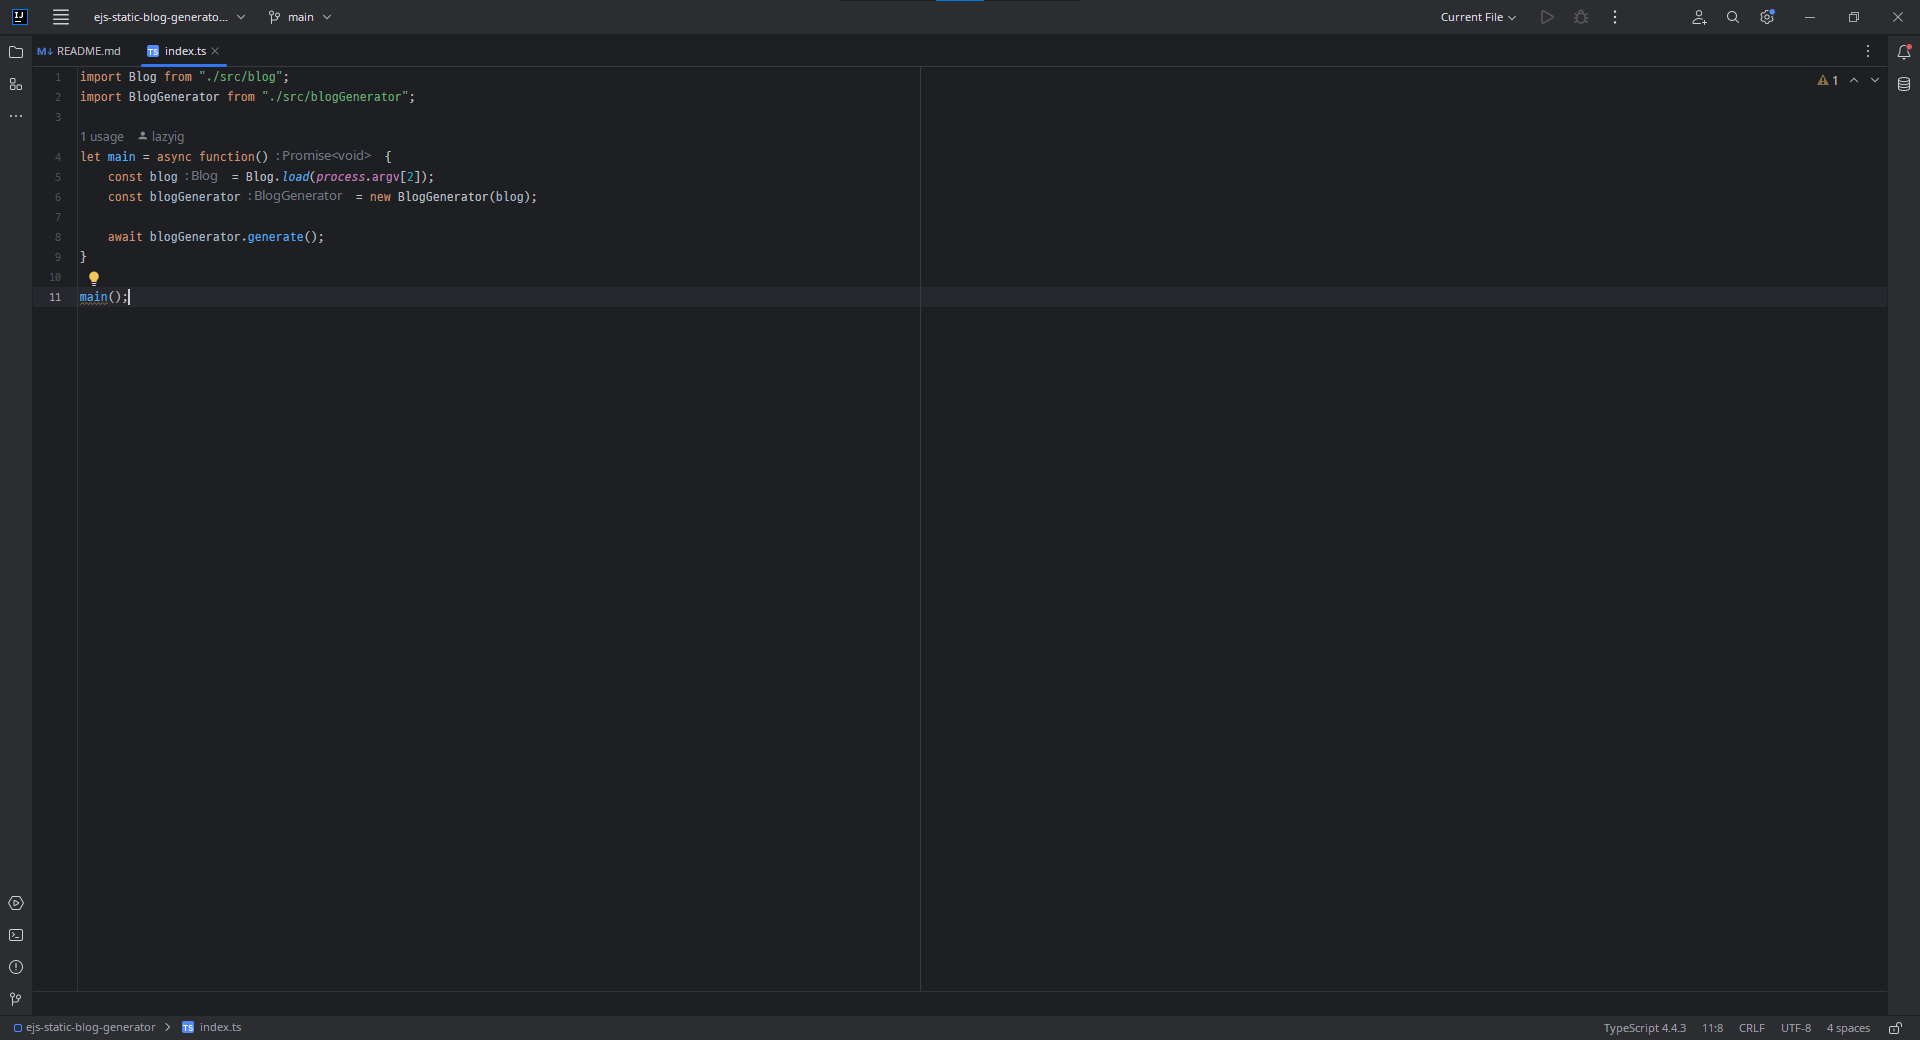 IJ ejs-static-blog-generato... main Current File
M↓ README.md TS index.ts
1 import Blog from "./src/blog"; 1
2 import BlogGenerator from "./src/blogGenerator";
3
1 usage lazyig
4 let main = async function() : Promise<void> {
5 const blog : Blog = Blog.load(process.argv[2]);
6 const blogGenerator : BlogGenerator = new BlogGenerator(blog);
7
8 await blogGenerator.generate();
9 }
10
11 main();
ejs-static-blog-generator TS index.ts TypeScript 4.4.3 11:8 CRLF UTF-8 4 spaces